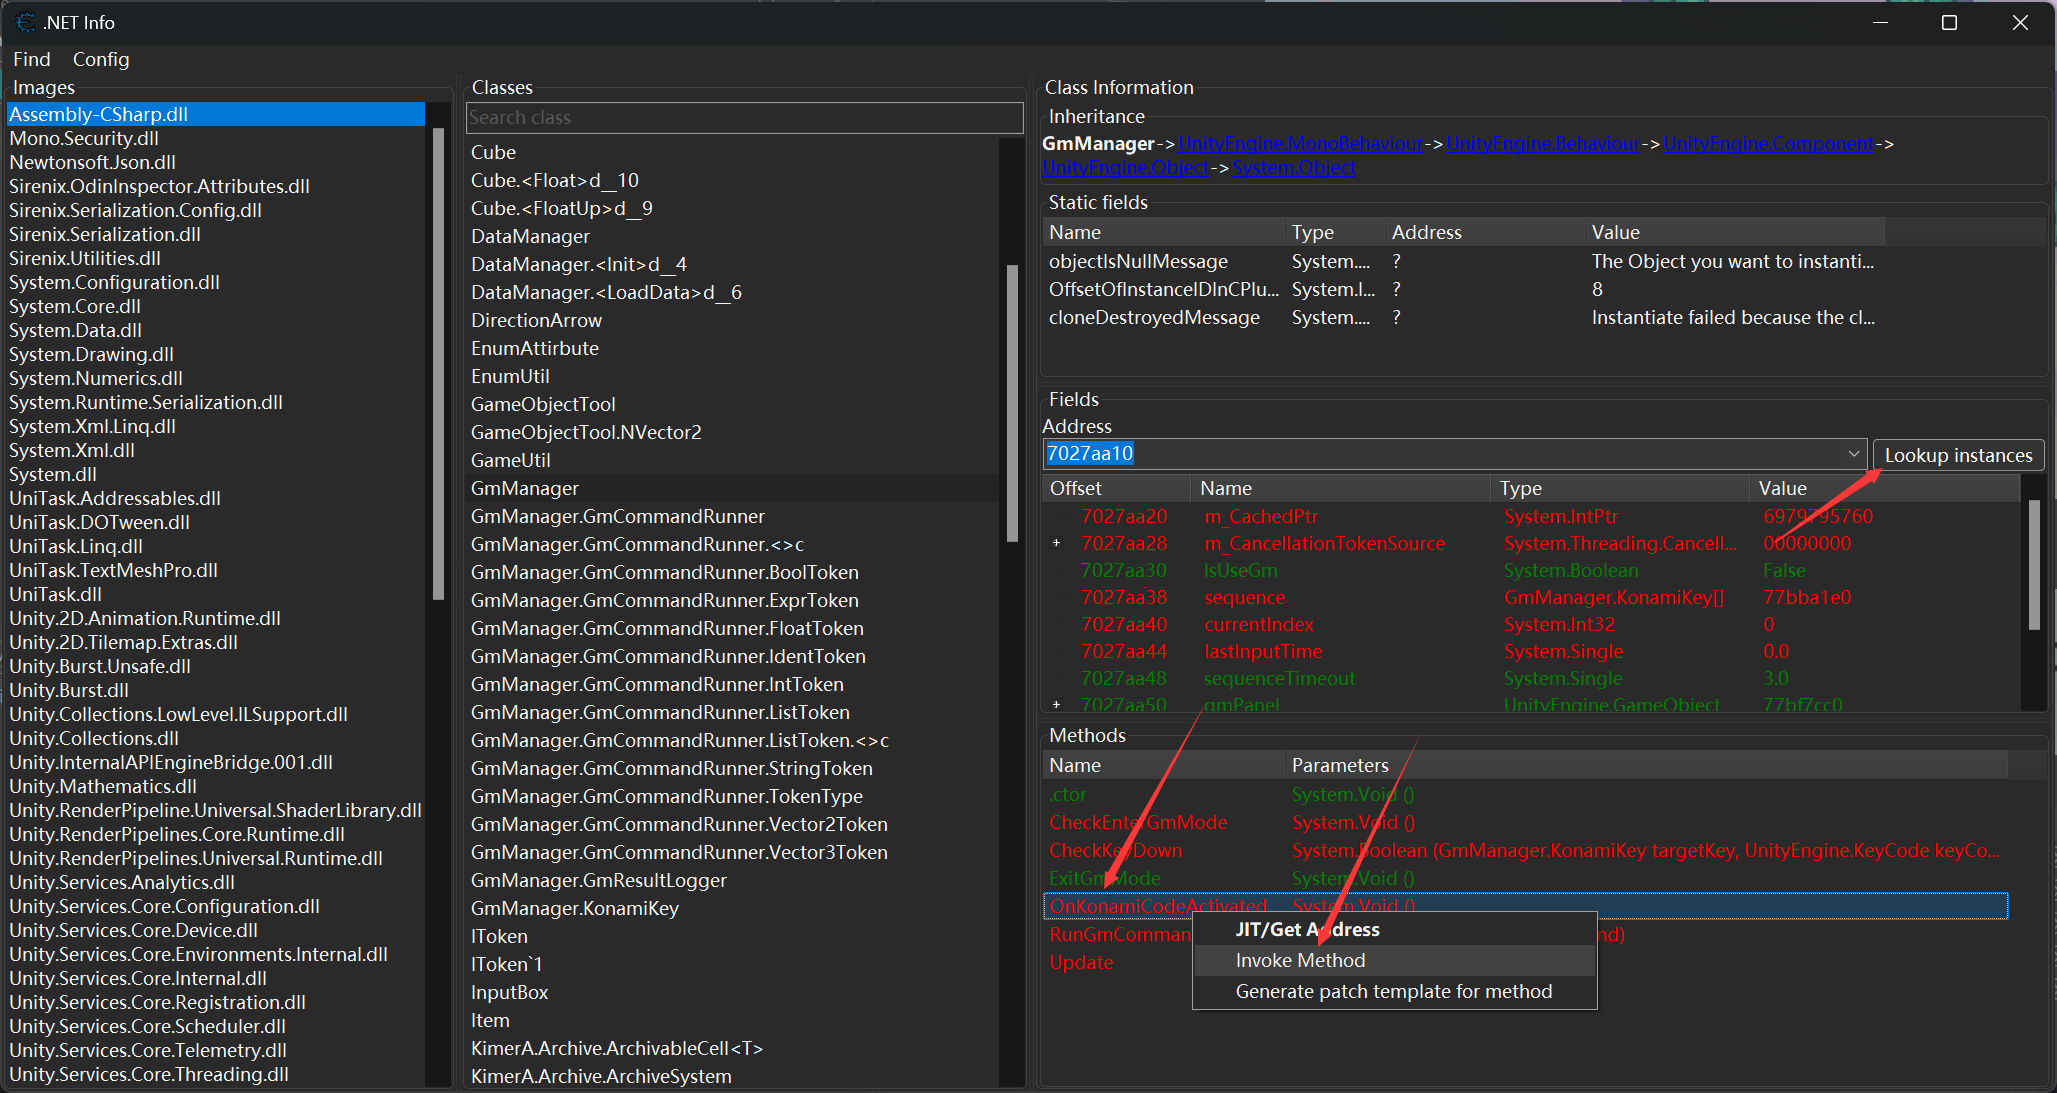 .NET Info
Find Config
Images
Assembly-CSharp.dll
Mono.Security.dll
Newtonsoft.Json.dll
Sirenix.OdinInspector.Attributes.dll
Sirenix.Serialization.Config.dll
Sirenix.Serialization.dll
Sirenix.Utilities.dll
System.Configuration.dll
System.Core.dll
System.Data.dll
System.Drawing.dll
System.Numerics.dll
System.Runtime.Serialization.dll
System.Xml.Linq.dll
System.Xml.dll
System.dll
UniTask.Addressables.dll
UniTask.DOTween.dll
UniTask.Linq.dll
UniTask.TextMeshPro.dll
UniTask.dll
Unity.2D.Animation.Runtime.dll
Unity.2D.Tilemap.Extras.dll
Unity.Burst.Unsafe.dll
Unity.Burst.dll
Unity.Collections.LowLevel.ILSupport.dll
Unity.Collections.dll
Unity.InternalAPIEngineBridge.001.dll
Unity.Mathematics.dll
Unity.RenderPipeline.Universal.ShaderLibrary.dll
Unity.RenderPipelines.Core.Runtime.dll
Unity.RenderPipelines.Universal.Runtime.dll
Unity.Services.Analytics.dll
Unity.Services.Core.Configuration.dll
Unity.Services.Core.Device.dll
Unity.Services.Core.Environments.Internal.dll
Unity.Services.Core.Internal.dll
Unity.Services.Core.Registration.dll
Unity.Services.Core.Scheduler.dll
Unity.Services.Core.Telemetry.dll
Unity.Services.Core.Threading.dll
Classes
Search class
Cube
Cube.<Float>d__10
Cube.<FloatUp>d__9
DataManager
DataManager.<Init>d__4
DataManager.<LoadData>d__6
DirectionArrow
EnumAttirbute
EnumUtil
GameObjectTool
GameObjectTool.NVector2
GameUtil
GmManager
GmManager.GmCommandRunner
GmManager.GmCommandRunner.<>c
GmManager.GmCommandRunner.BoolToken
GmManager.GmCommandRunner.ExprToken
GmManager.GmCommandRunner.FloatToken
GmManager.GmCommandRunner.IdentToken
GmManager.GmCommandRunner.IntToken
GmManager.GmCommandRunner.ListToken
GmManager.GmCommandRunner.ListToken.<>c
GmManager.GmCommandRunner.StringToken
GmManager.GmCommandRunner.TokenType
GmManager.GmCommandRunner.Vector2Token
GmManager.GmCommandRunner.Vector3Token
GmManager.GmResultLogger
GmManager.KonamiKey
IToken
IToken`1
InputBox
Item
KimerA.Archive.ArchivableCell<T>
KimerA.Archive.ArchiveSystem
Class Information
Inheritance
GmManager->UnityEngine.MonoBehaviour->UnityEngine.Behaviour->UnityEngine.Component->
UnityEngine.Object->System.Object
Static fields
Name Type Address Value
objectIsNullMessage System.... ? The Object you want to instanti...
OffsetOfInstanceIDInCPlu... System.I... ? 8
cloneDestroyedMessage System.... ? Instantiate failed because the cl...
Fields
Address
7027aa10 Lookup instances
Offset Name Type Value
7027aa20 m_CachedPtr System.IntPtr 6979795760
+ 7027aa28 m_CancellationTokenSource System.Threading.Cancell... 00000000
7027aa30 IsUseGm System.Boolean False
7027aa38 sequence GmManager.KonamiKey[] 77bba1e0
7027aa40 currentIndex System.Int32 0
7027aa44 lastInputTime System.Single 0.0
7027aa48 sequenceTimeout System.Single 3.0
+ 7027aa50 gmPanel UnityEngine.GameObject 77bf7cc0
Methods
Name Parameters
.ctor System.Void ()
CheckEnterGmMode System.Void ()
CheckKeyDown System.Boolean (GmManager.KonamiKey targetKey, UnityEngine.KeyCode keyCo...
ExitGmMode System.Void ()
OnKonamiCodeActivated System.Void ()
RunGmComman nd)
Update
JIT/Get Address
Invoke Method
Generate patch template for method